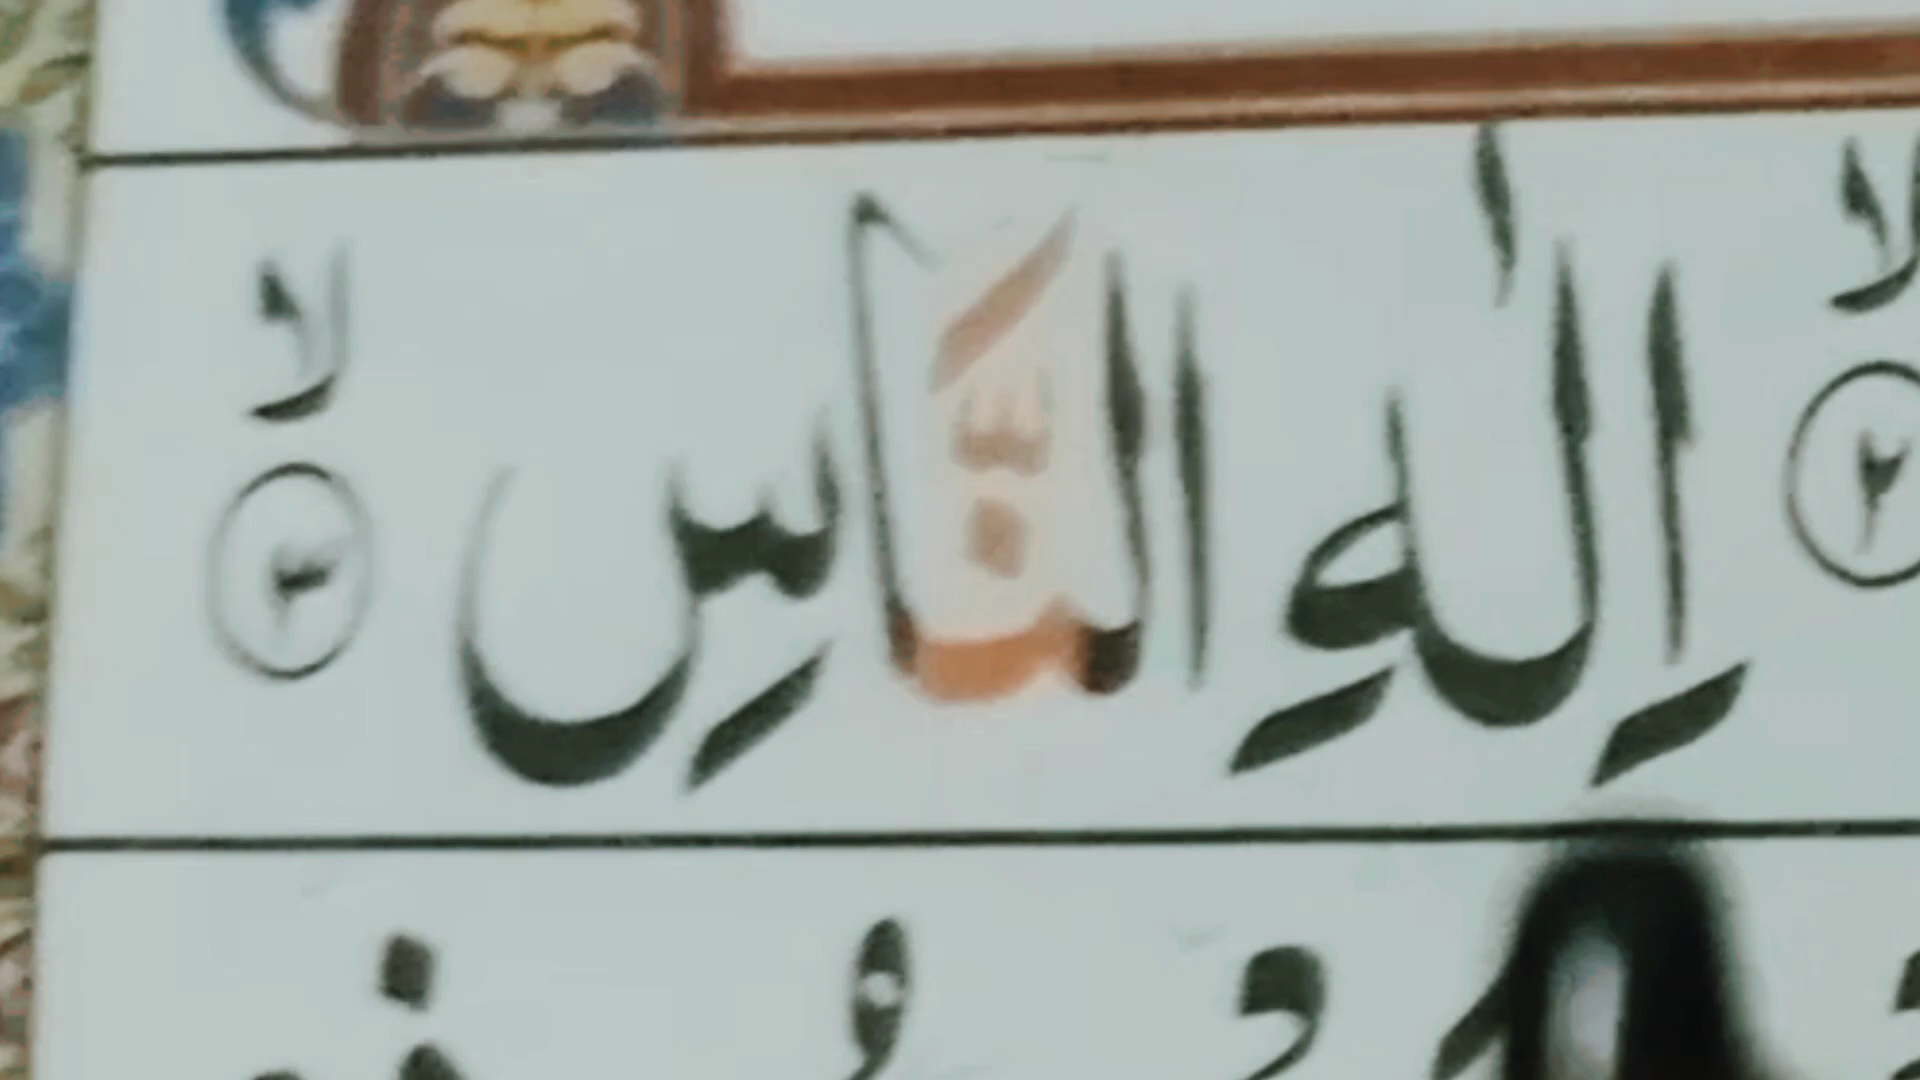 لا ٢ اِلٰهِ النَّاسِ ٣ لا